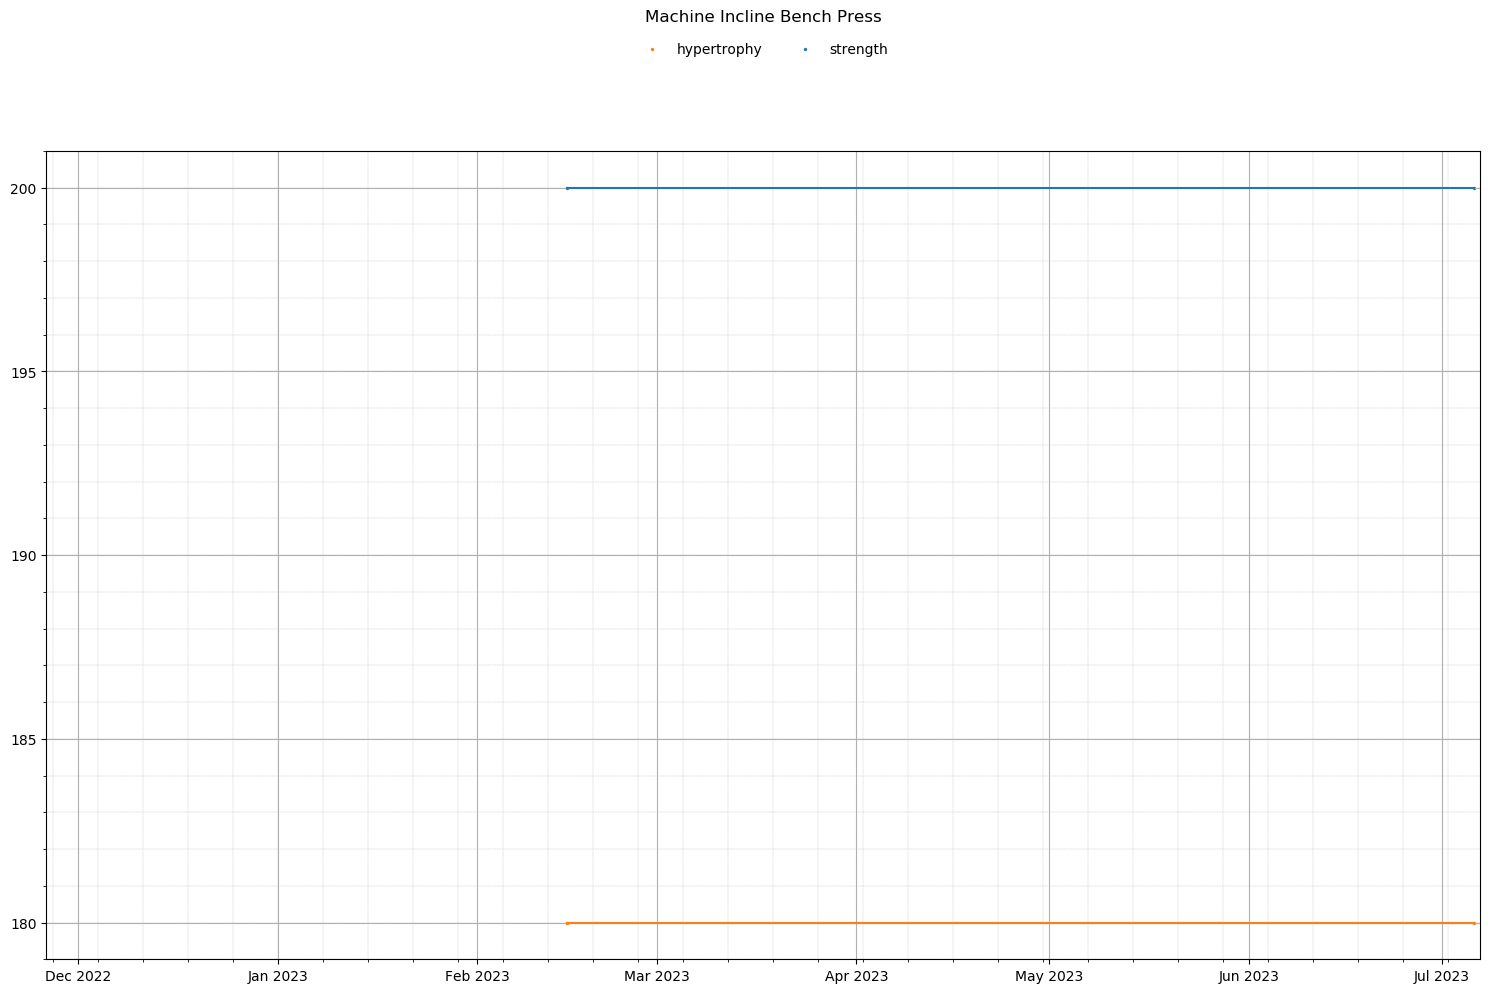 Machine Incline Bench Press
hypertrophy strength
200
195
190
185
180
Dec 2022 Jan 2023 Feb 2023 Mar 2023 Apr 2023 May 2023 Jun 2023 Jul 2023